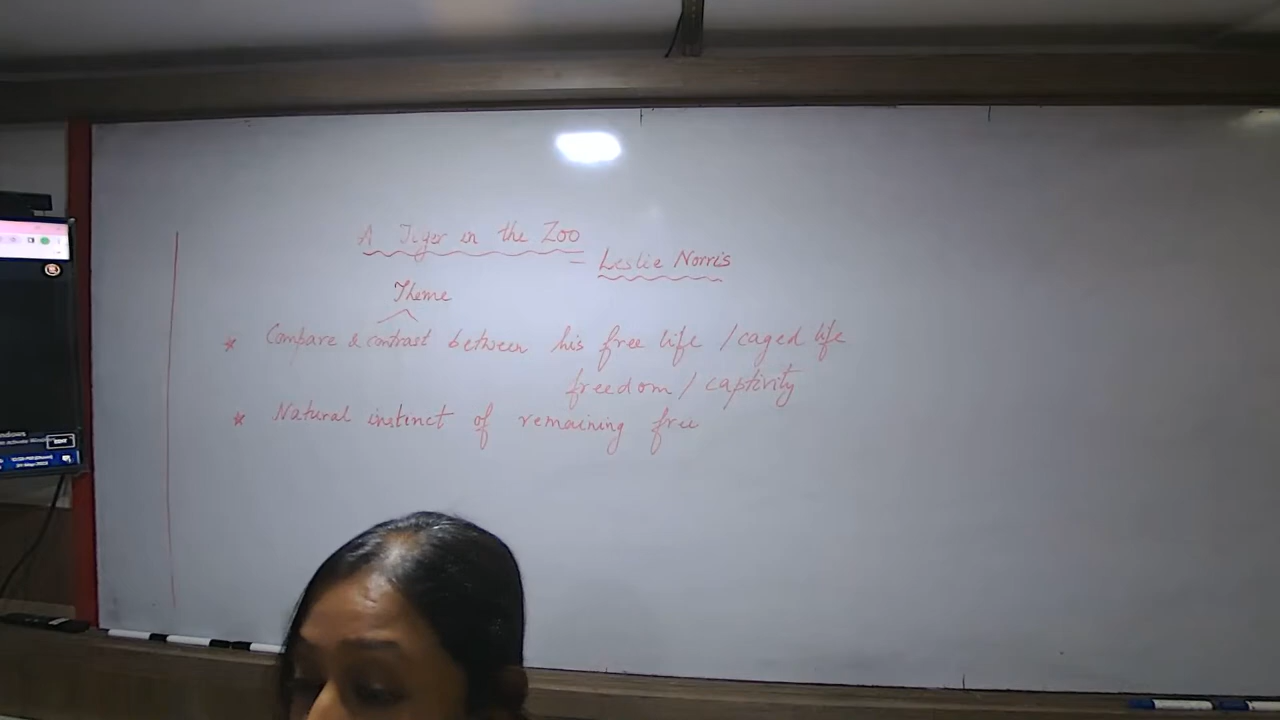 A Tiger in the Zoo
= Leslie Norris
Theme
* Compare & contrast between his free life / caged life
freedom / captivity
* Natural instinct of remaining free